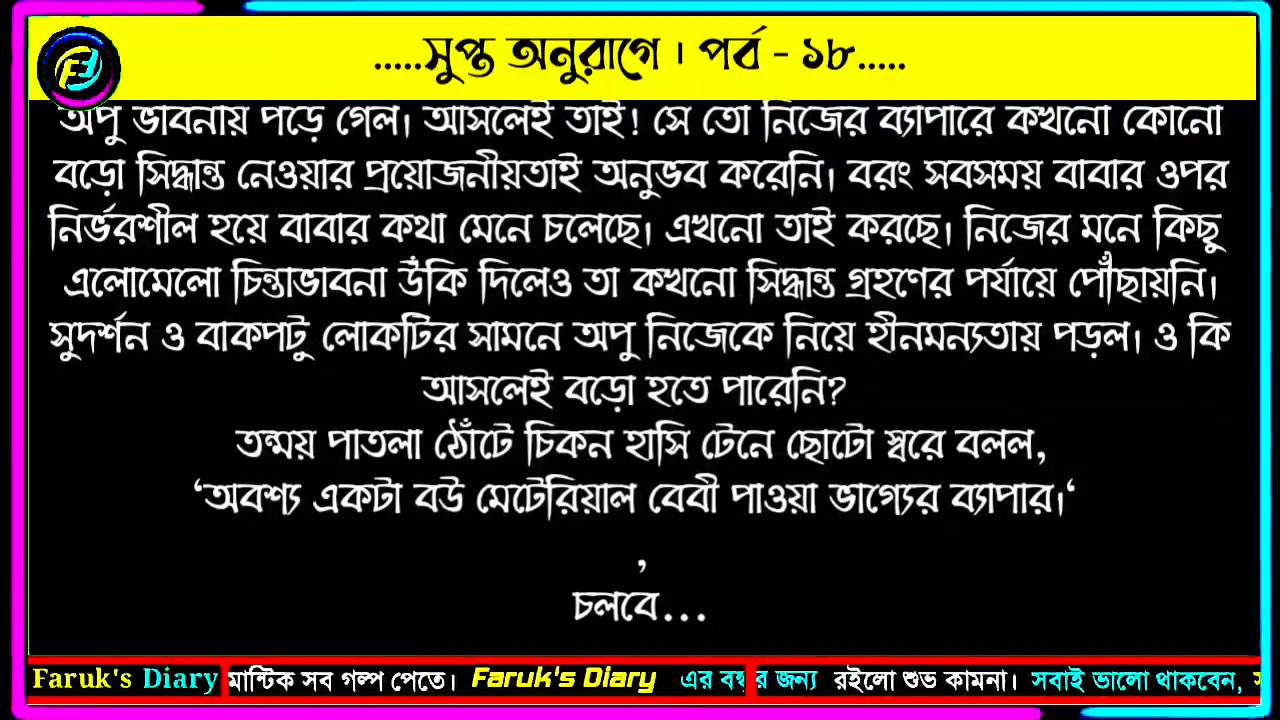 .....সুপ্ত অনুরাগে । পর্ব - ১৮.....
অপু ভাবনায় পড়ে গেল। আসলেই তাই! সে তো নিজের ব্যাপারে কখনো কোনো
বড়ো সিদ্ধান্ত নেওয়ার প্রয়োজনীয়তাই অনুভব করেনি। বরং সবসময় বাবার ওপর
নির্ভরশীল হয়ে বাবার কথা মেনে চলেছে। এখনো তাই করছে। নিজের মনে কিছু
এলোমেলো চিন্তাভাবনা উঁকি দিলেও তা কখনো সিদ্ধান্ত গ্রহণের পর্যায়ে পৌঁছায়নি।
সুদর্শন ও বাকপটু লোকটির সামনে অপু নিজেকে নিয়ে হীনমন্যতায় পড়ল। ও কি
আসলেই বড়ো হতে পারেনি?
তন্ময় পাতলা ঠোঁটে চিকন হাসি টেনে ছোটো স্বরে বলল,
‘অবশ্য একটা বউ মেটেরিয়াল বেবী পাওয়া ভাগ্যের ব্যাপার।‘
,
চলবে...
Faruk's Diary মান্টিক সব গল্প পেতে। Faruk's Diary এর বন্ধুর জন্য রইলো শুভ কামনা। সবাই ভালো থাকবেন,